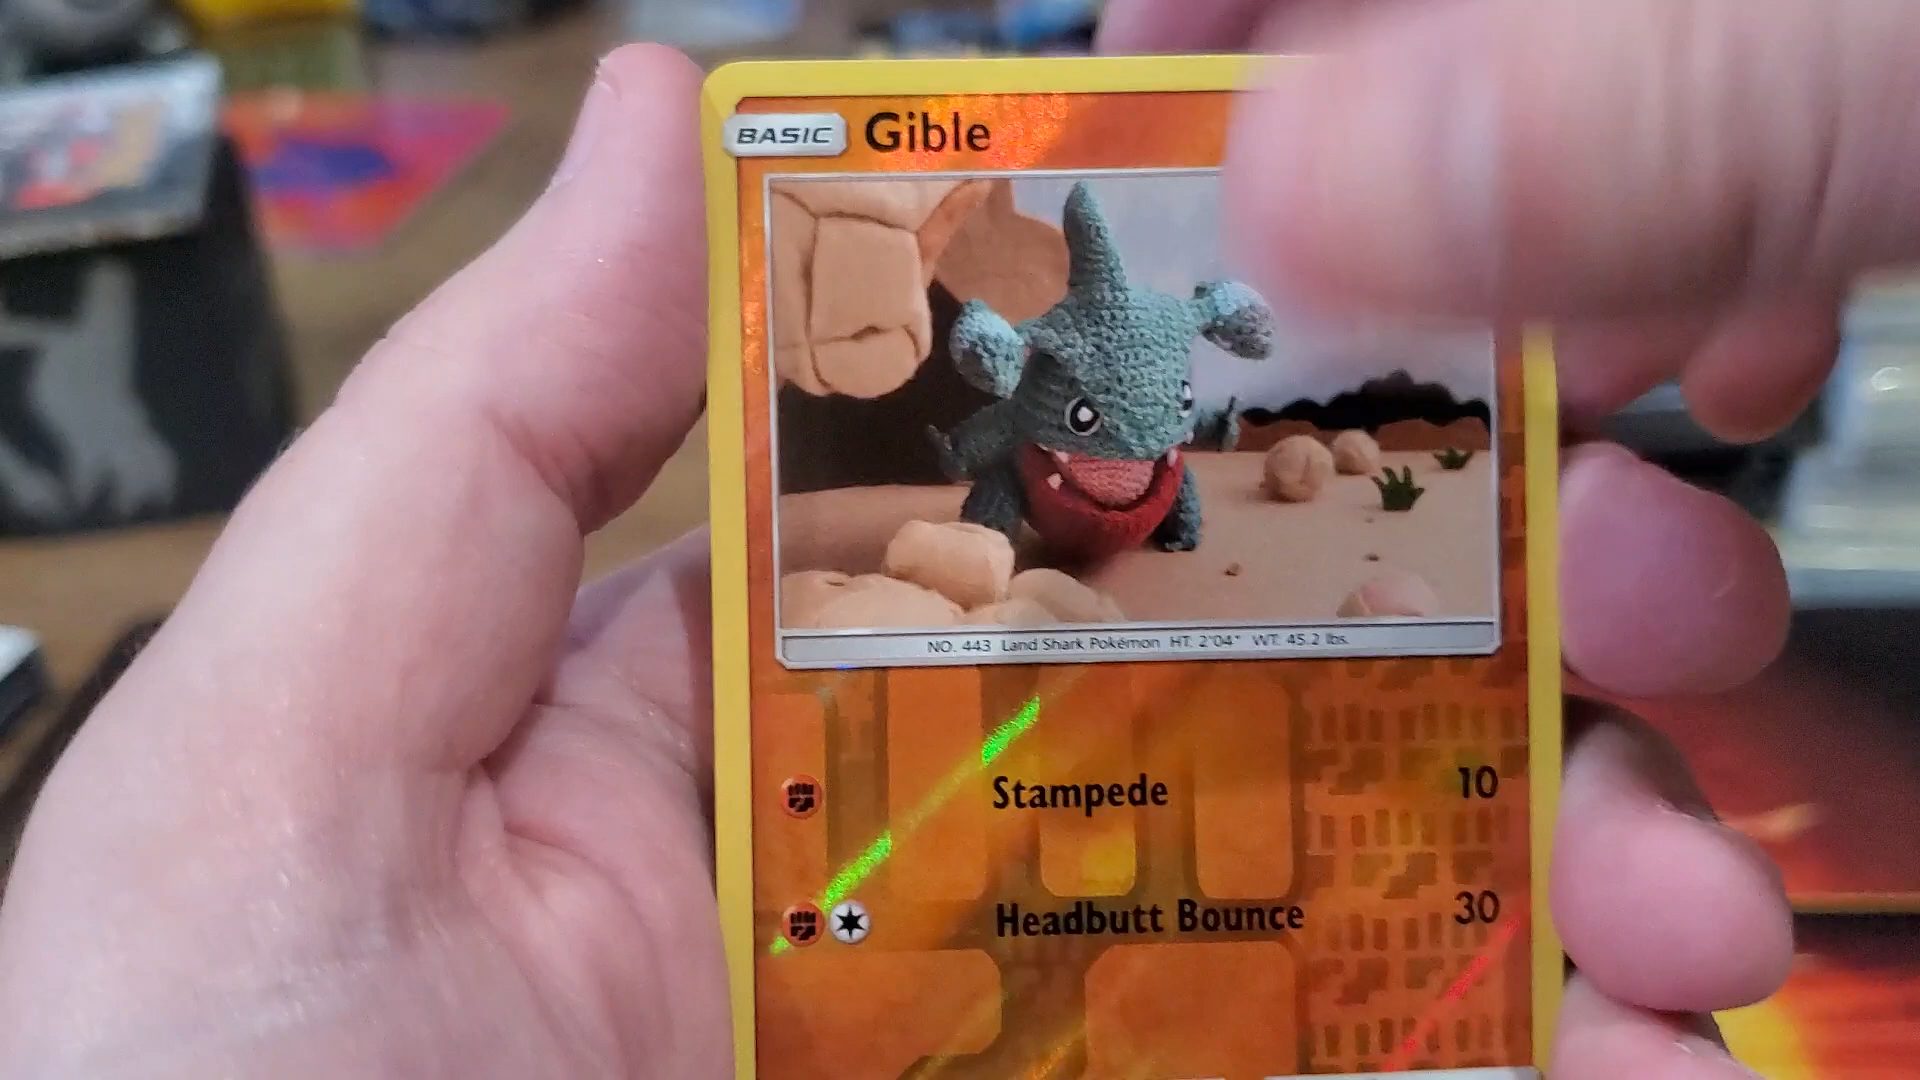 BASIC Gible
NO. 443 Land Shark Pokémon HT: 2'04" WT: 45.2 lbs.
Stampede 10
Headbutt Bounce 30